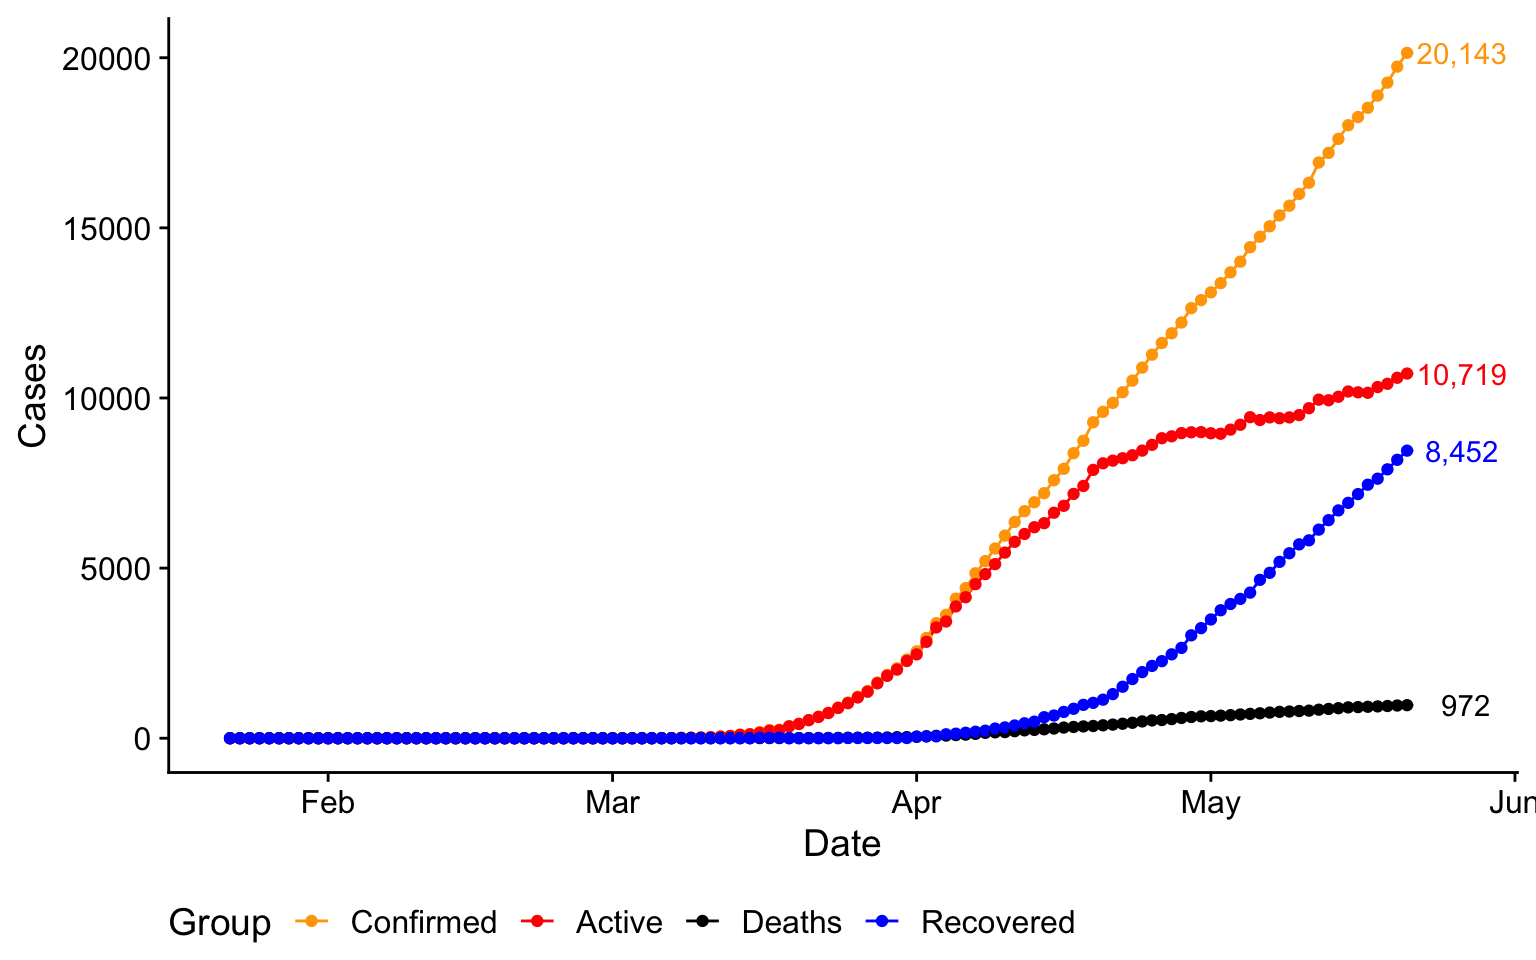 20000
15000
10000
5000
0
Cases
20,143
10,719
8,452
972
Feb Mar Apr May Jun
Date
Group Confirmed Active Deaths Recovered